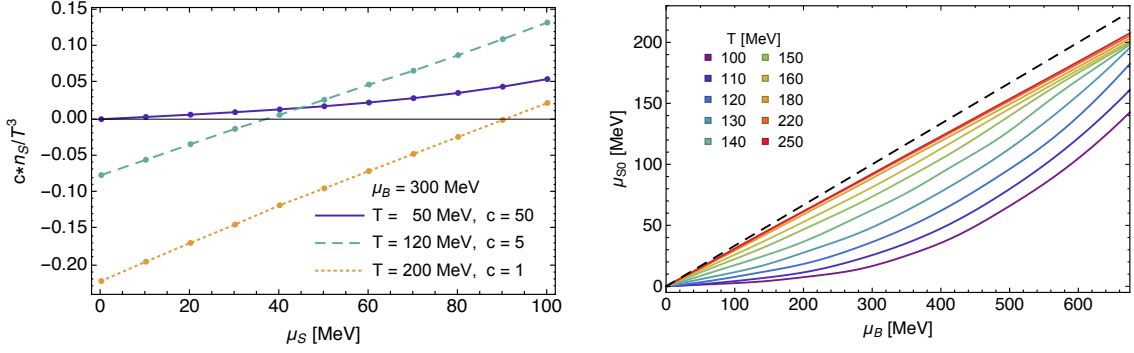 0.15
0.10
0.05
0.00
−0.05
−0.10
−0.15
−0.20
c*n_S/T^3
μ_B = 300 MeV
T = 50 MeV, c = 50
T = 120 MeV, c = 5
T = 200 MeV, c = 1
0 20 40 60 80 100
μ_S [MeV]
200
150
100
50
0
μ_S0 [MeV]
T [MeV]
100 150
110 160
120 180
130 220
140 250
0 100 200 300 400 500 600
μ_B [MeV]